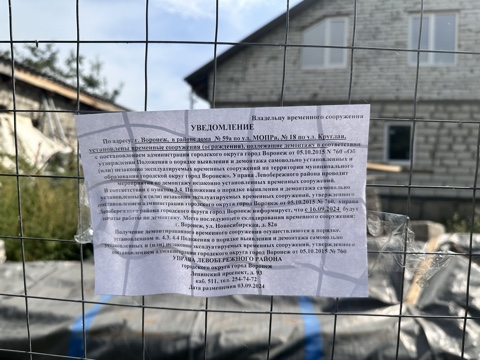 Владельцу временного сооружения
УВЕДОМЛЕНИЕ
По адресу: г. Воронеж, в районе дома № 59а по ул. МОПРа, № 18 по ул. Круглая,
установлены временные сооружения (ограждения), подлежащие демонтажу в соответствии
с постановлением администрации городского округа город Воронеж от 05.10.2015 № 760 «Об
утверждении Положения о порядке выявления и демонтажа самовольно установленных и
(или) незаконно эксплуатируемых временных сооружений на территории муниципального
образования городской округ город Воронеж», Управа Левобережного района проводит
мероприятия по демонтажу незаконно установленных временных сооружений.
В соответствии с пунктом 3.4. Положения о порядке выявления и демонтажа самовольно
установленных и (или) незаконно эксплуатируемых временных сооружений, утвержденного
постановлением администрации городского округа город Воронеж от 05.10.2015 № 760, управа
Левобережного района городского округа город Воронеж информирует, что с 16.09.2024 будут
начаты работы по демонтажу. Место последующего складирования временного сооружения:
г. Воронеж, ул. Новосибирская, д. 82а
Получение демонтированного временного сооружения осуществляется в порядке,
установленном п. 4.3, 4.4 Положения о порядке выявления и демонтажа самовольно
установленных и (или) незаконно эксплуатируемых временных сооружений, утвержденного
постановлением администрации городского округа город Воронеж от 05.10.2015 № 760
УПРАВА ЛЕВОБЕРЕЖНОГО РАЙОНА
городского округа город Воронеж
Ленинский проспект, д. 93
каб. 511, тел. 254-74-72
Дата размещения 03.09.2024